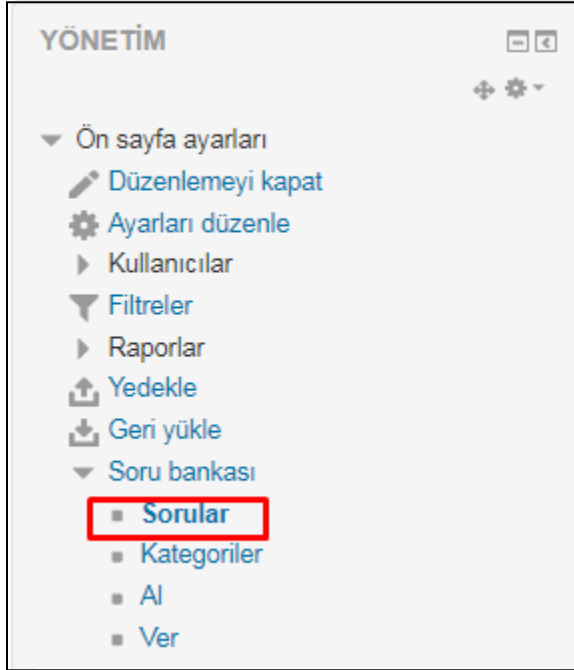 YÖNETİM
Ön sayfa ayarları
Düzenlemeyi kapat
Ayarları düzenle
Kullanıcılar
Filtreler
Raporlar
Yedekle
Geri yükle
Soru bankası
Sorular
Kategoriler
Al
Ver